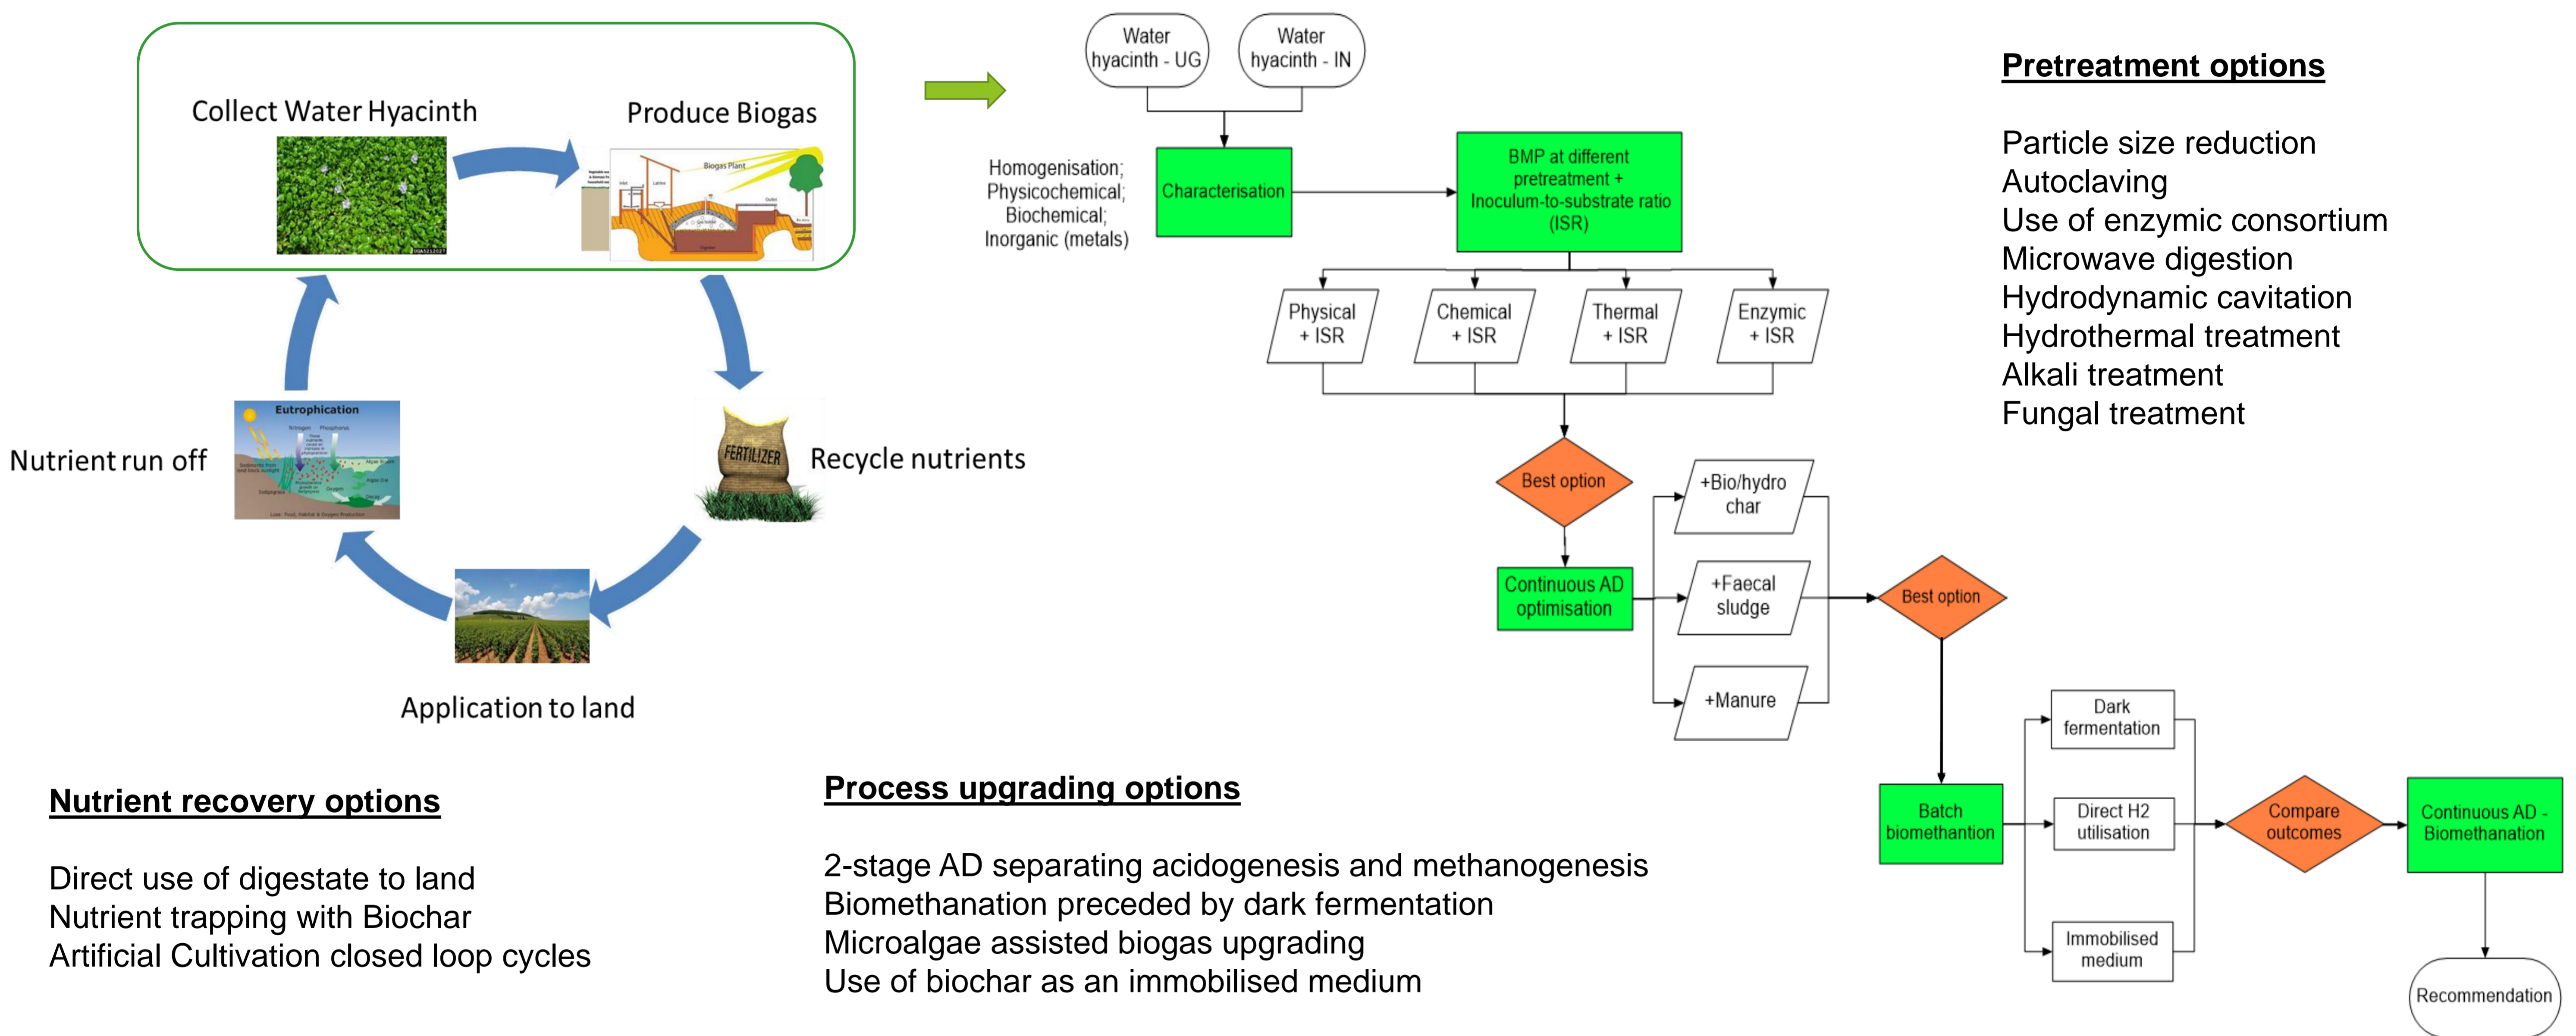 Collect Water Hyacinth
Produce Biogas
Biogas Plant
Nutrient run off
Eutrophication
Nitrogen Phosphorus
FERTILIZER
Recycle nutrients
Application to land
Nutrient recovery options
Direct use of digestate to land
Nutrient trapping with Biochar
Artificial Cultivation closed loop cycles
Process upgrading options
2-stage AD separating acidogenesis and methanogenesis
Biomethanation preceded by dark fermentation
Microalgae assisted biogas upgrading
Use of biochar as an immobilised medium
Water
hyacinth - UG
Water
hyacinth - IN
Homogenisation;
Physicochemical;
Biochemical;
Inorganic (metals)
Characterisation
BMP at different
pretreatment +
Inoculum-to-substrate ratio
(ISR)
Physical
+ ISR
Chemical
+ ISR
Thermal
+ ISR
Enzymic
+ ISR
Best option
Continuous AD
optimisation
+Bio/hydro
char
+Faecal
sludge
+Manure
Best option
Batch
biomethantion
Dark
fermentation
Direct H2
utilisation
Immobilised
medium
Compare
outcomes
Continuous AD -
Biomethanation
Recommendation
Pretreatment options
Particle size reduction
Autoclaving
Use of enzymic consortium
Microwave digestion
Hydrodynamic cavitation
Hydrothermal treatment
Alkali treatment
Fungal treatment